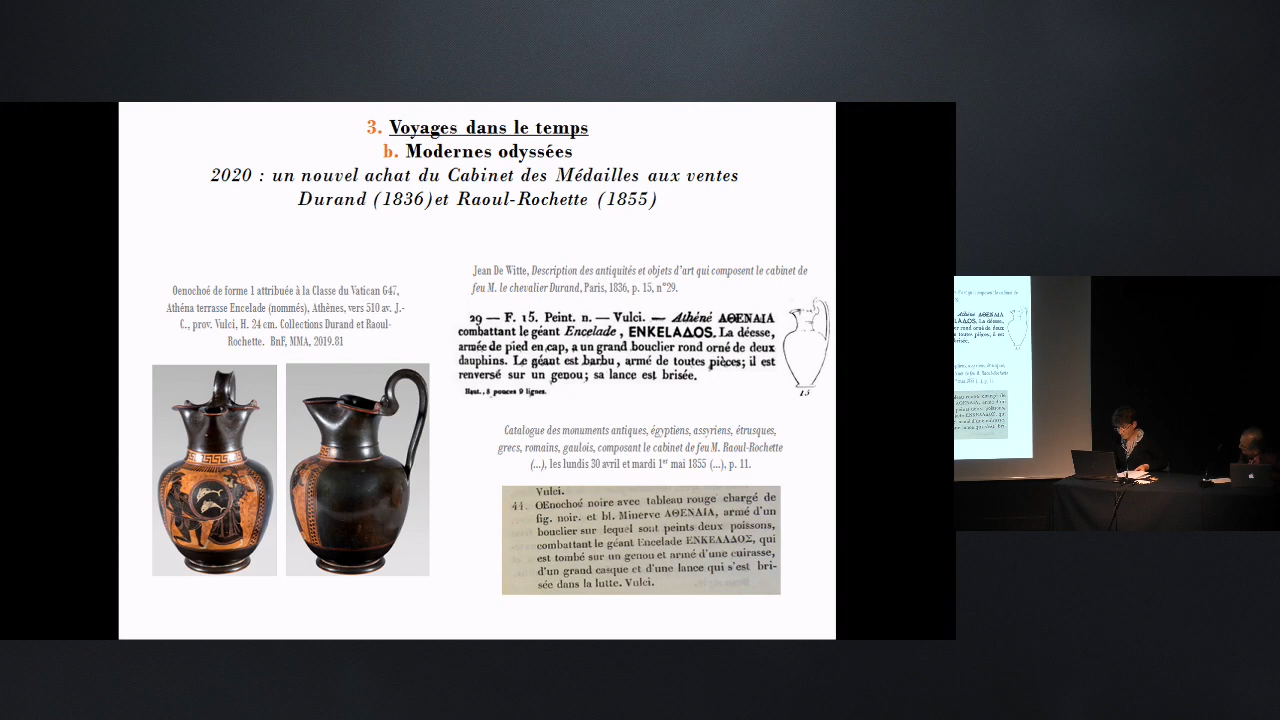 3. Voyages dans le temps
b. Modernes odyssées
2020 : un nouvel achat du Cabinet des Médailles aux ventes
Durand (1836)et Raoul-Rochette (1855)
Oenochoé de forme 1 attribuée à la Classe du Vatican G47,
Athéna terrasse Encelade (nommés), Athènes, vers 510 av. J.-
C., prov. Vulci, H. 24 cm. Collections Durand et Raoul-
Rochette. BnF, MMA, 2019.81
Jean De Witte, Description des antiquités et objets d'art qui composent le cabinet de
feu M. le chevalier Durand, Paris, 1836, p. 15, n°29.
29 — F. 15. Peint. n. — Vulci. — Athéné ΑΘΕΝΑΙΑ
combattant le géant Encelade, ΕΝΚΕLΑΔΟS. La déesse,
armée de pied en cap, a un grand bouclier rond orné de deux
dauphins. Le géant est barbu, armé de toutes pièces; il est
renversé sur un genou; sa lance est brisée.
Haut., 8 pouces 9 lignes.
15
Catalogue des monuments antiques, égyptiens, assyriens, étrusques,
grecs, romains, gaulois, composant le cabinet de feu M. Raoul-Rochette
(...), les lundis 30 avril et mardi 1er mai 1855 (...), p. 11.
Vulci.
44. OEnochoé noire avec tableau rouge chargé de
fig. noir. et bl. Minerve ΑΘΕΝΑΙΑ, armé d'un
bouclier sur lequel sont peints deux poissons,
combattant le géant Encelade ΕΝΚΕΛΑΔΟΣ, qui
est tombé sur un genou et armé d'une cuirasse,
d'un grand casque et d'une lance qui s'est bri-
sée dans la lutte. Vulci.